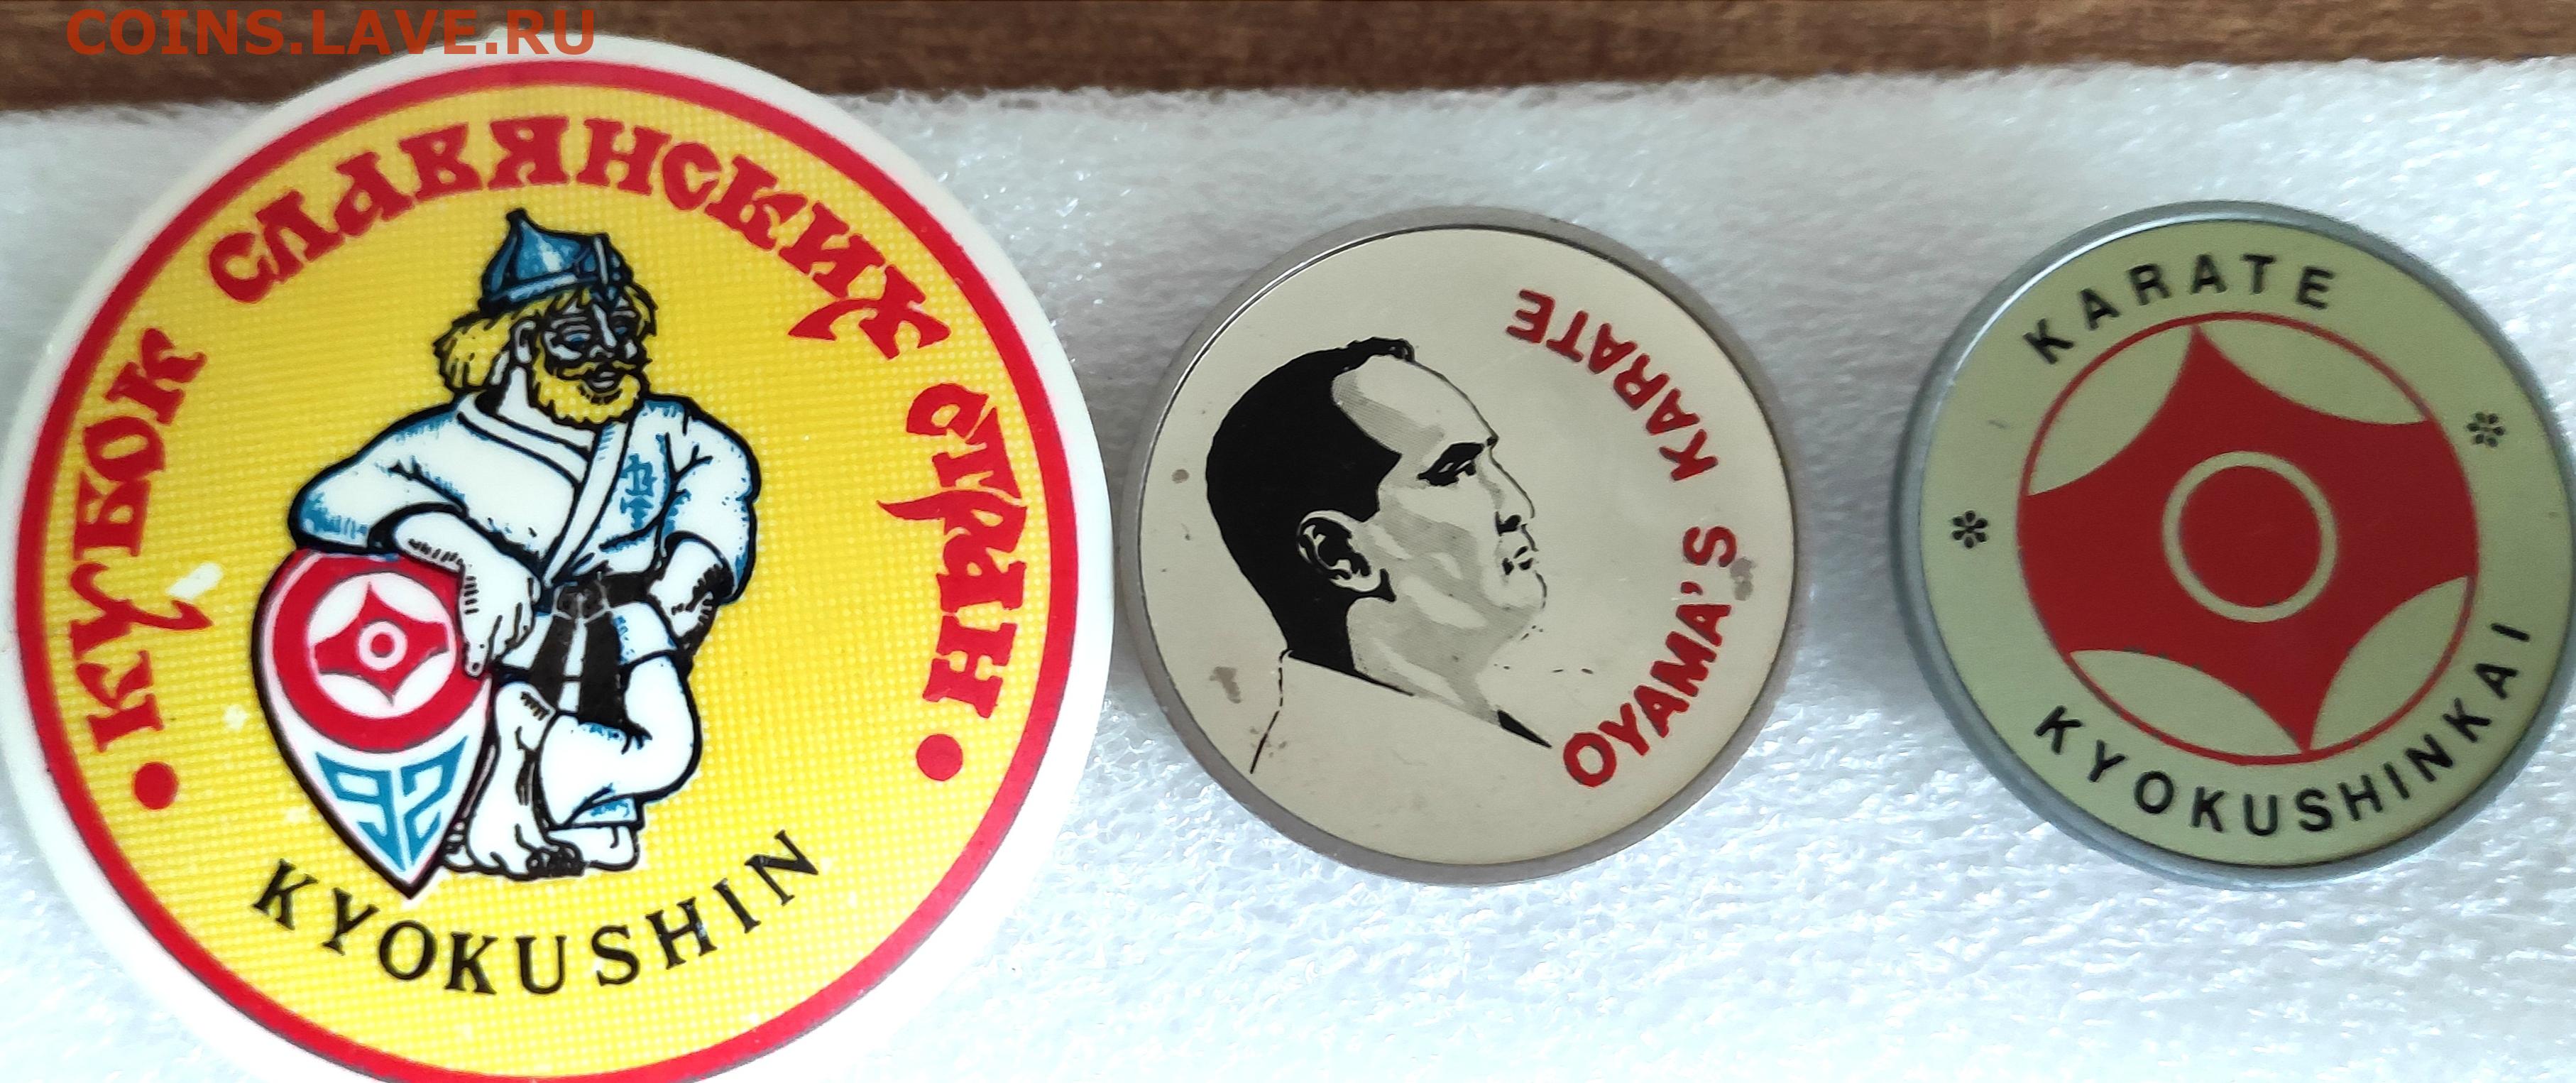 COINS.LAVE.RU
КУБОК СЛАВЯНСКИХ СТРАН
92
KYOKUSHIN
OYAMA'S KARATE
KARATE
KYOKUSHINKAI